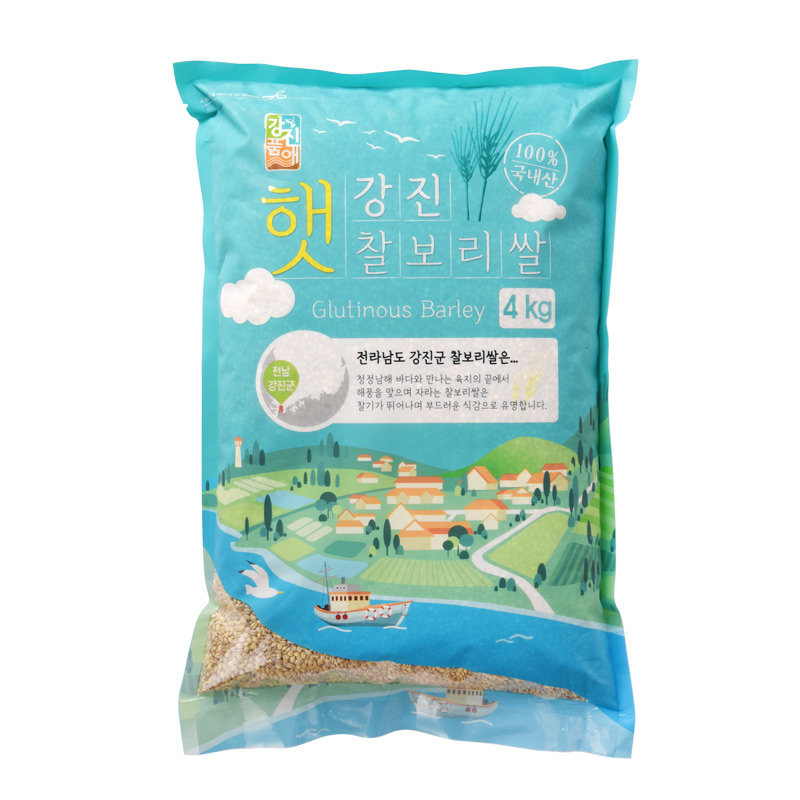 강진
품애
100%
국내산
햇 강진
찰보리쌀
Glutinous Barley 4 kg
전남
강진군
전라남도 강진군 찰보리쌀은...
청정남해 바다와 만나는 육지의 끝에서
해풍을 맞으며 자라는 찰보리쌀은
찰기가 뛰어나며 부드러운 식감으로 유명합니다.